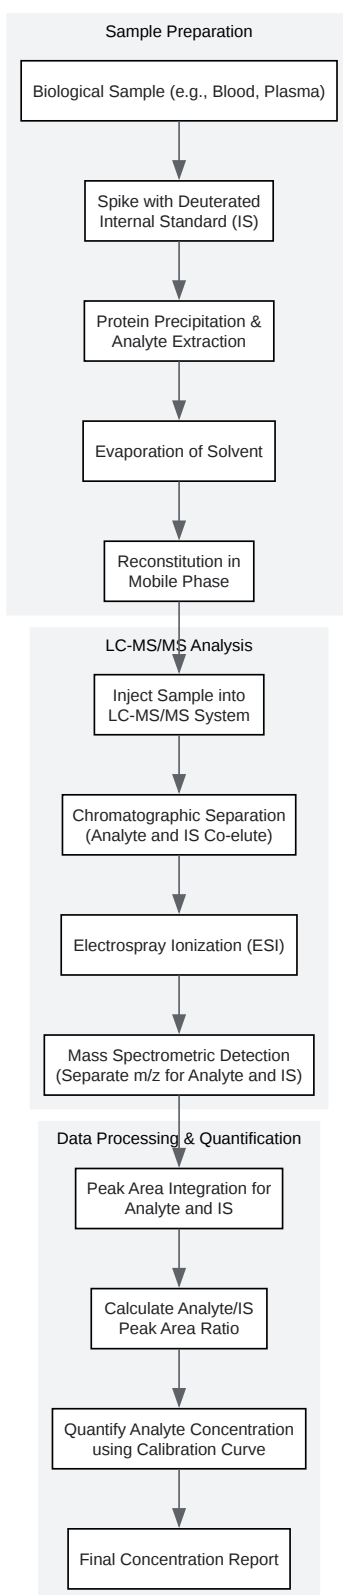 Sample Preparation
Biological Sample (e.g., Blood, Plasma)
Spike with Deuterated
Internal Standard (IS)
Protein Precipitation &
Analyte Extraction
Evaporation of Solvent
Reconstitution in
Mobile Phase
LC-MS/MS Analysis
Inject Sample into
LC-MS/MS System
Chromatographic Separation
(Analyte and IS Co-elute)
Electrospray Ionization (ESI)
Mass Spectrometric Detection
(Separate m/z for Analyte and IS)
Data Processing & Quantification
Peak Area Integration for
Analyte and IS
Calculate Analyte/IS
Peak Area Ratio
Quantify Analyte Concentration
using Calibration Curve
Final Concentration Report